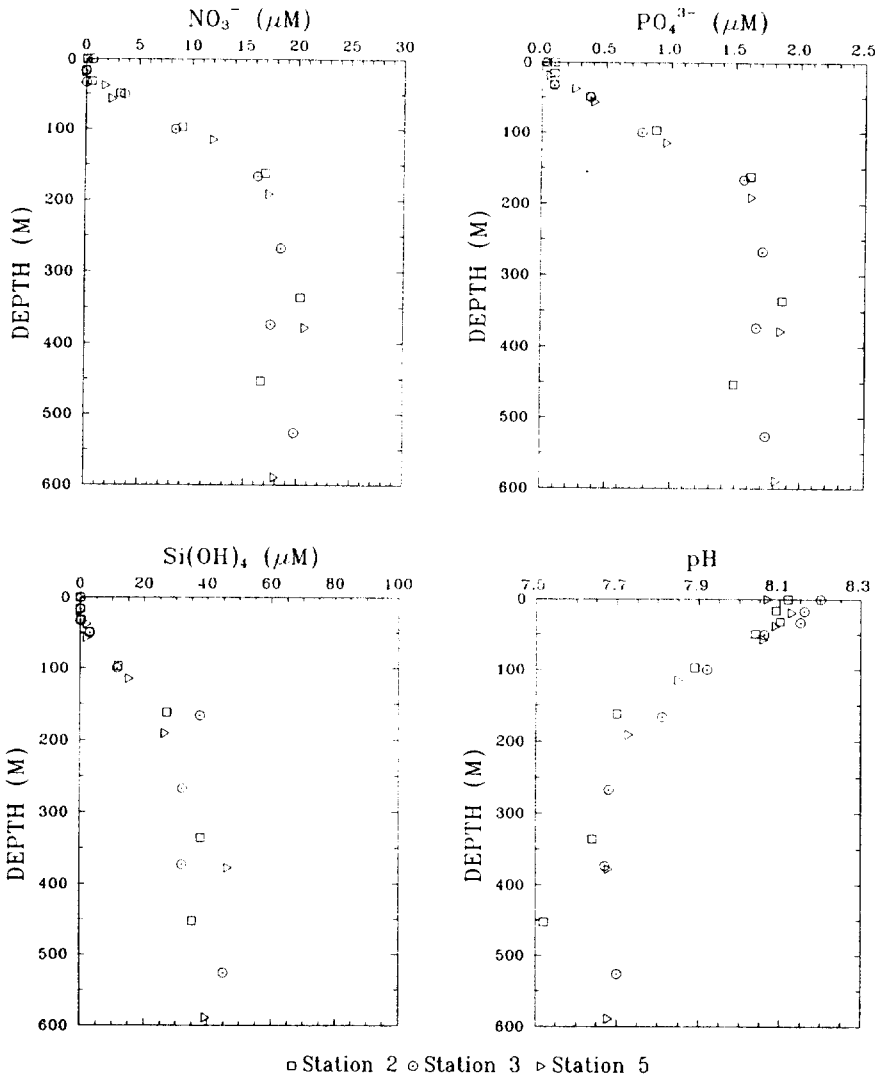 NO₃⁻ (μM)
0 5 10 15 20 25 30
0
100
200
300
400
500
600
DEPTH (M)
PO₄³⁻ (μM)
0.0 0.5 1.0 1.5 2.0 2.5
0
100
200
300
400
500
600
DEPTH (M)
Si(OH)₄ (μM)
0 20 40 60 80 100
0
100
200
300
400
500
600
DEPTH (M)
pH
7.5 7.7 7.9 8.1 8.3
0
100
200
300
400
500
600
DEPTH (M)
□ Station 2 ⊙ Station 3 ▷ Station 5